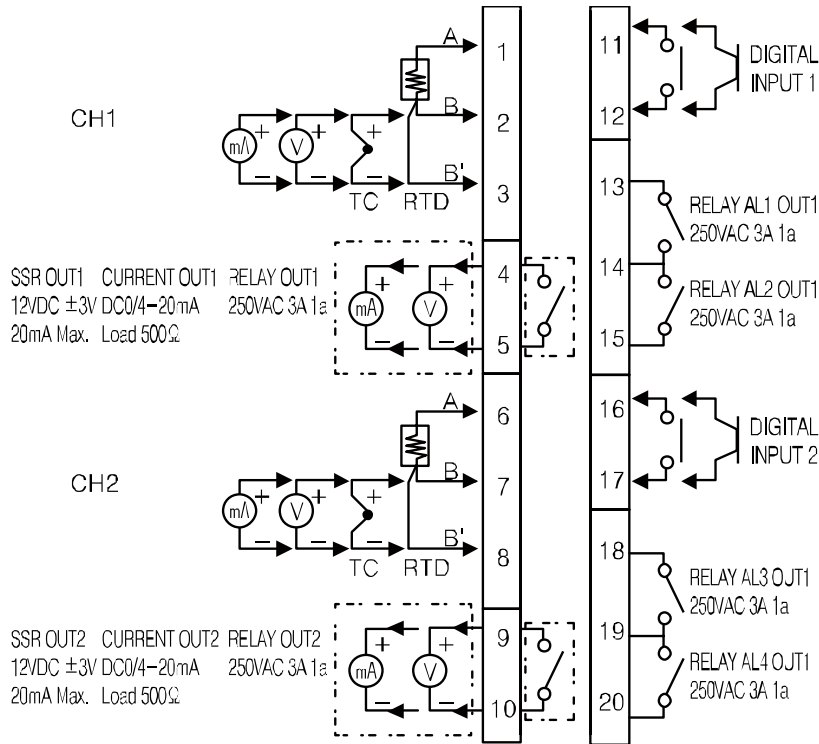 CH1
mA
+
−
V
+
−
+
−
TC
RTD
A
B
B'
1
2
3
SSR OUT1 CURRENT OUT1 RELAY OUT1
12VDC ±3V DC0/4−20mA 250VAC 3A 1a
20mA Max. Load 500Ω
mA
+
−
V
+
−
4
5
CH2
mA
+
−
V
+
−
+
−
TC
RTD
A
B
B'
6
7
8
SSR OUT2 CURRENT OUT2 RELAY OUT2
12VDC ±3V DC0/4−20mA 250VAC 3A 1a
20mA Max. Load 500Ω
mA
+
−
V
+
−
9
10
11
12
DIGITAL
INPUT 1
13
14
15
RELAY AL1 OUT1
250VAC 3A 1a
RELAY AL2 OUT1
250VAC 3A 1a
16
17
DIGITAL
INPUT 2
18
19
20
RELAY AL3 OUT1
250VAC 3A 1a
RELAY AL4 OUT1
250VAC 3A 1a